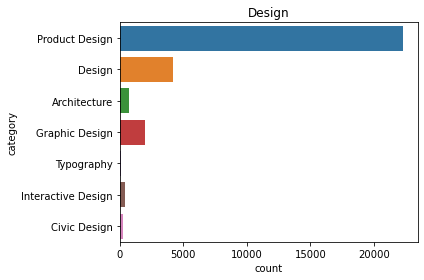 Design
Product Design
Design
Architecture
Graphic Design
Typography
Interactive Design
Civic Design
category
0 5000 10000 15000 20000
count